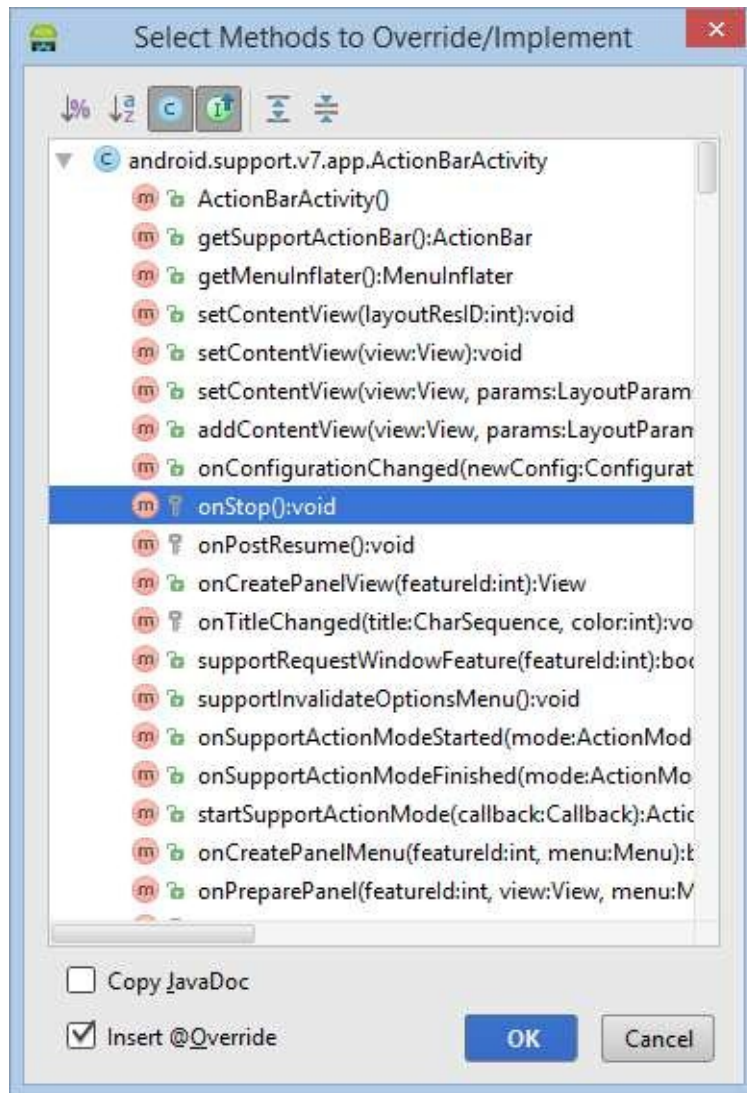 Select Methods to Override/Implement
android.support.v7.app.ActionBarActivity
ActionBarActivity()
getSupportActionBar():ActionBar
getMenuInflater():MenuInflater
setContentView(layoutResID:int):void
setContentView(view:View):void
setContentView(view:View, params:LayoutParam
addContentView(view:View, params:LayoutParan
onConfigurationChanged(newConfig:Configurat
onStop():void
onPostResume():void
onCreatePanelView(featureId:int):View
onTitleChanged(title:CharSequence, color:int):vo
supportRequestWindowFeature(featureId:int):boo
supportInvalidateOptionsMenu():void
onSupportActionModeStarted(mode:ActionMod
onSupportActionModeFinished(mode:ActionMo
startSupportActionMode(callback:Callback):Actic
onCreatePanelMenu(featureId:int, menu:Menu):b
onPreparePanel(featureId:int, view:View, menu:M
Copy JavaDoc
Insert @Override
OK Cancel